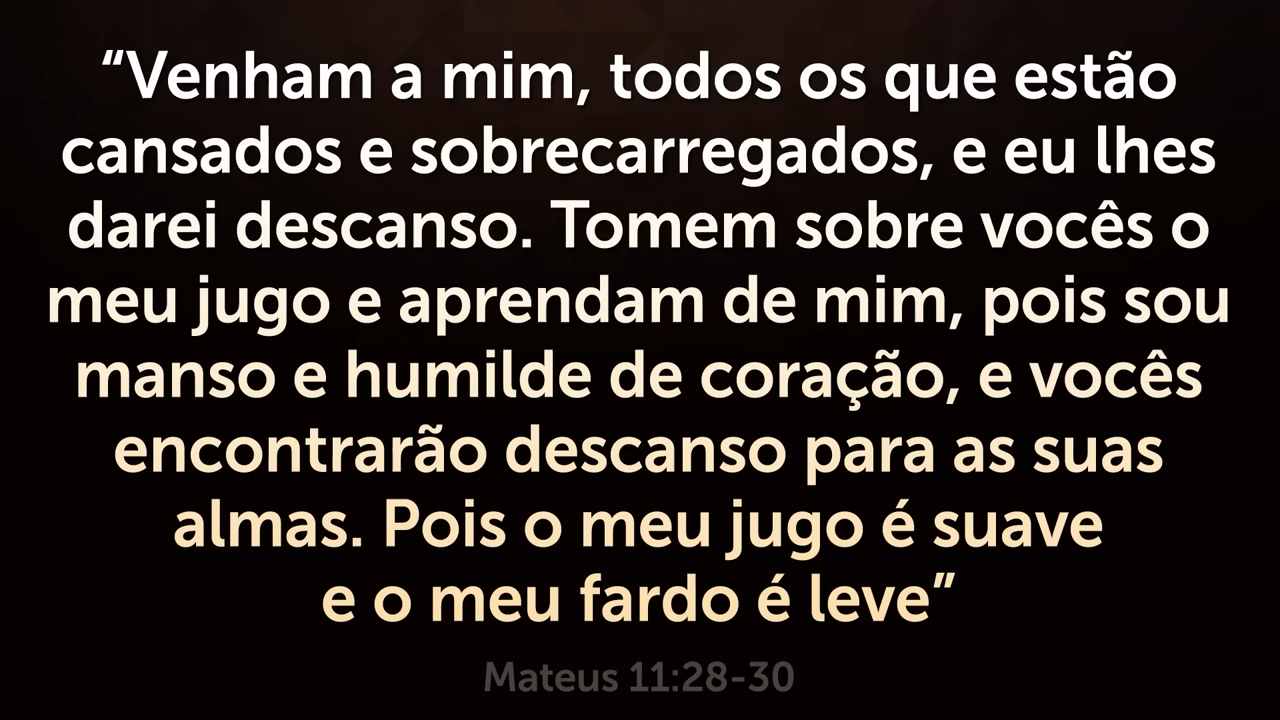 “Venham a mim, todos os que estão
cansados e sobrecarregados, e eu lhes
darei descanso. Tomem sobre vocês o
meu jugo e aprendam de mim, pois sou
manso e humilde de coração, e vocês
encontrarão descanso para as suas
almas. Pois o meu jugo é suave
e o meu fardo é leve”
Mateus 11:28-30